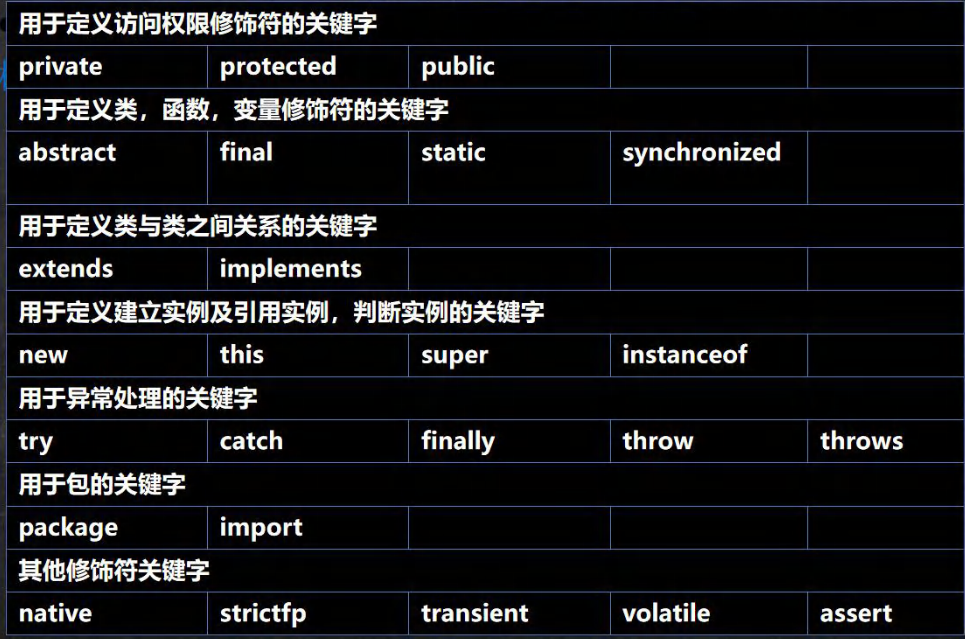 用于定义访问权限修饰符的关键字
private protected public
用于定义类，函数，变量修饰符的关键字
abstract final static synchronized
用于定义类与类之间关系的关键字
extends implements
用于定义建立实例及引用实例，判断实例的关键字
new this super instanceof
用于异常处理的关键字
try catch finally throw throws
用于包的关键字
package import
其他修饰符关键字
native strictfp transient volatile assert